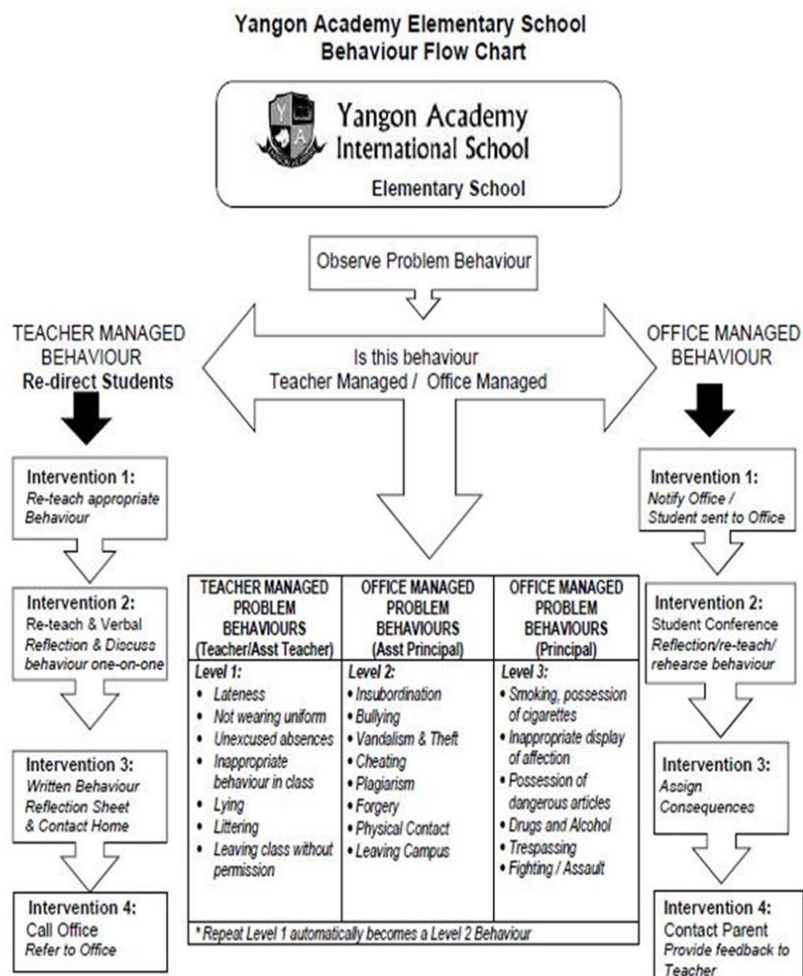 Yangon Academy Elementary School
Behaviour Flow Chart
Y A
Yangon Academy
International School
Elementary School
Observe Problem Behaviour
Is this behaviour
Teacher Managed / Office Managed
TEACHER MANAGED
BEHAVIOUR
Re-direct Students
Intervention 1:
Re-teach appropriate
Behaviour
Intervention 2:
Re-teach & Verbal
Reflection & Discuss
behaviour one-on-one
Intervention 3:
Written Behaviour
Reflection Sheet
& Contact Home
Intervention 4:
Call Office
Refer to Office
TEACHER MANAGED
PROBLEM
BEHAVIOURS
(Teacher/Asst Teacher)
Level 1:
• Lateness
• Not wearing uniform
• Unexcused absences
• Inappropriate
behaviour in class
• Lying
• Littering
• Leaving class without
permission
OFFICE MANAGED
PROBLEM
BEHAVIOURS
(Asst Principal)
Level 2:
• Insubordination
• Bullying
• Vandalism & Theft
• Cheating
• Plagiarism
• Forgery
• Physical Contact
• Leaving Campus
OFFICE MANAGED
PROBLEM
BEHAVIOURS
(Principal)
Level 3:
• Smoking, possession
of cigarettes
• Inappropriate display
of affection
• Possession of
dangerous articles
• Drugs and Alcohol
• Trespassing
• Fighting / Assault
* Repeat Level 1 automatically becomes a Level 2 Behaviour
OFFICE MANAGED
BEHAVIOUR
Intervention 1:
Notify Office /
Student sent to Office
Intervention 2:
Student Conference
Reflection/re-teach/
rehearse behaviour
Intervention 3:
Assign
Consequences
Intervention 4:
Contact Parent
Provide feedback to
Teacher